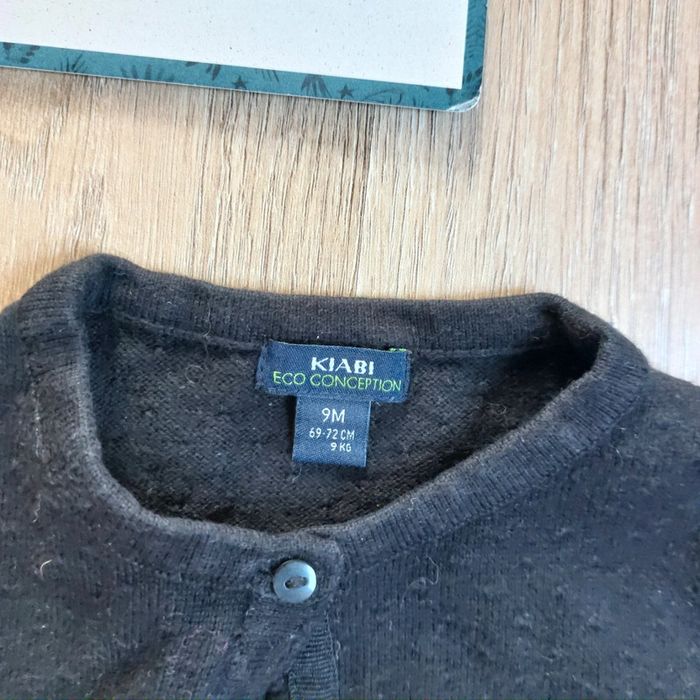 KIABI
ECO CONCEPTION
9M
69-72 CM
9 KG